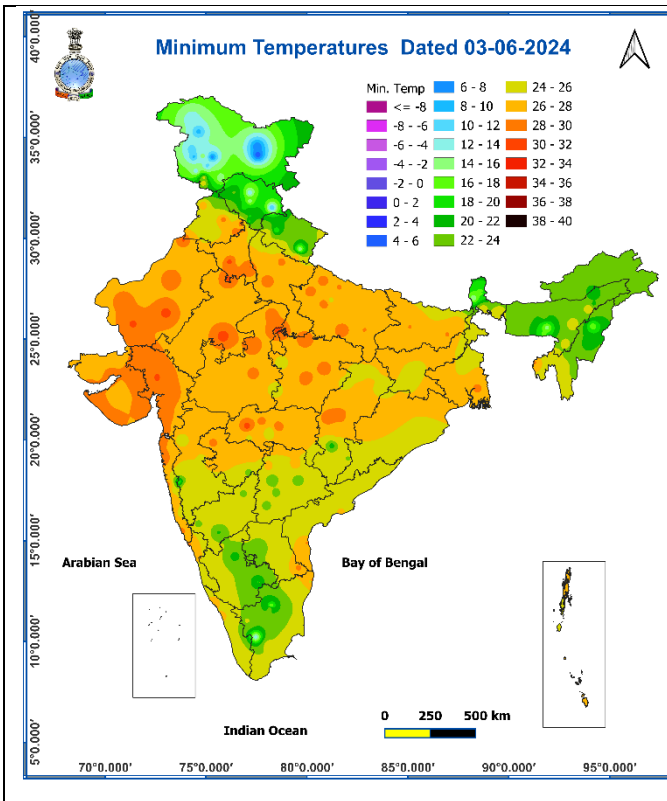 Minimum Temperatures Dated 03-06-2024
Min. Temp
<= -8
-8 - -6
-6 - -4
-4 - -2
-2 - 0
0 - 2
2 - 4
4 - 6
6 - 8
8 - 10
10 - 12
12 - 14
14 - 16
16 - 18
18 - 20
20 - 22
22 - 24
24 - 26
26 - 28
28 - 30
30 - 32
32 - 34
34 - 36
36 - 38
38 - 40
40°0.000'
35°0.000'
30°0.000'
25°0.000'
20°0.000'
15°0.000'
10°0.000'
5°0.000'
Arabian Sea
Bay of Bengal
Indian Ocean
0 250 500 km
70°0.000' 75°0.000' 80°0.000' 85°0.000' 90°0.000' 95°0.000'